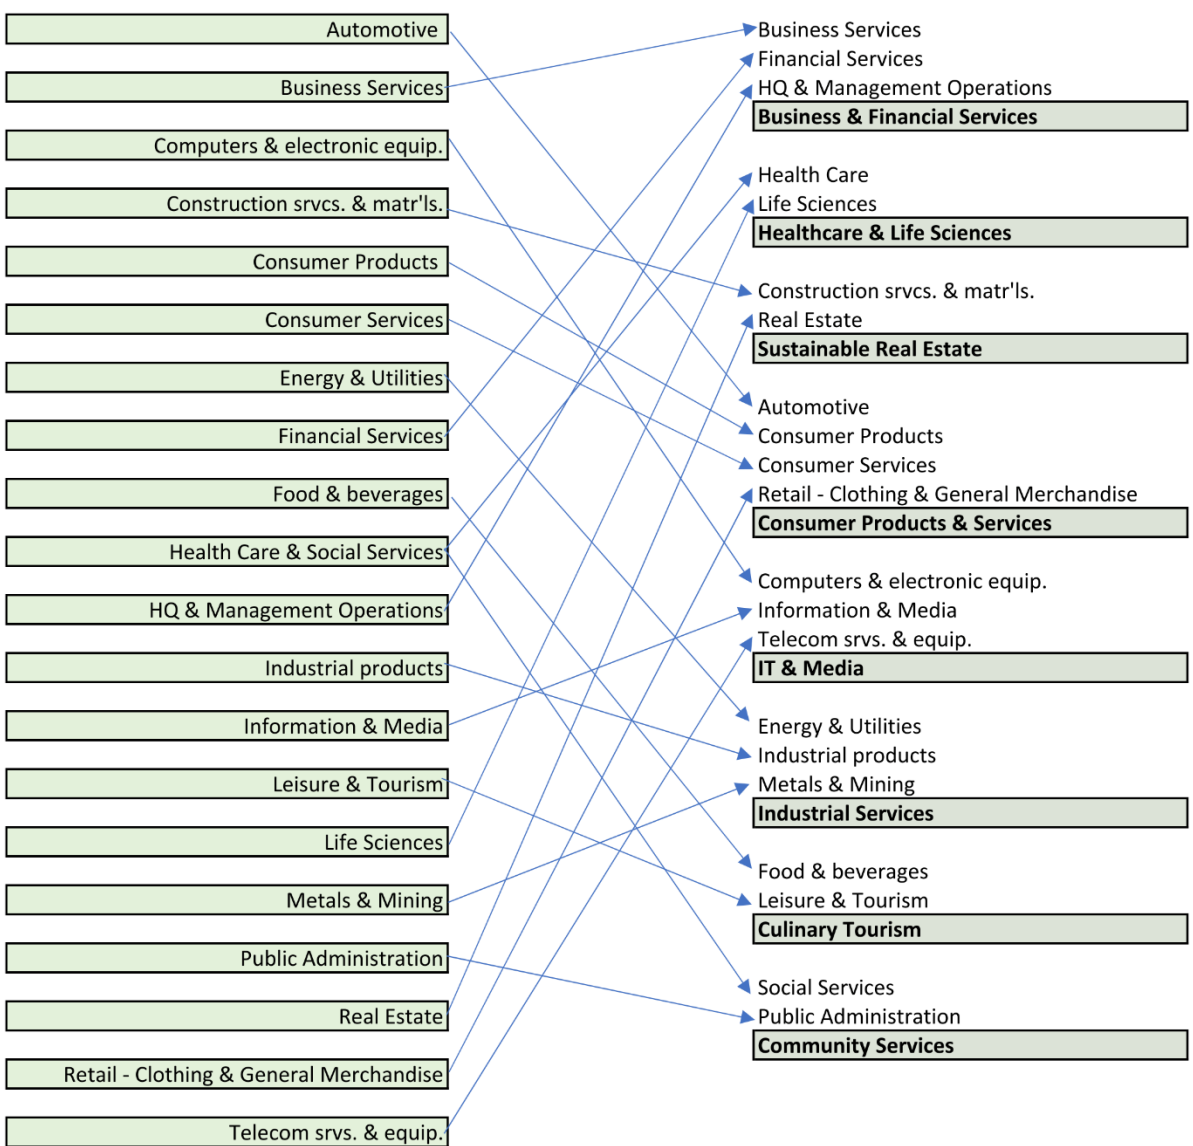 Automotive
Business Services
Computers & electronic equip.
Construction srvcs. & matr'ls.
Consumer Products
Consumer Services
Energy & Utilities
Financial Services
Food & beverages
Health Care & Social Services
HQ & Management Operations
Industrial products
Information & Media
Leisure & Tourism
Life Sciences
Metals & Mining
Public Administration
Real Estate
Retail - Clothing & General Merchandise
Telecom srvs. & equip.
Business Services
Financial Services
HQ & Management Operations
Business & Financial Services
Health Care
Life Sciences
Healthcare & Life Sciences
Construction srvcs. & matr'ls.
Real Estate
Sustainable Real Estate
Automotive
Consumer Products
Consumer Services
Retail - Clothing & General Merchandise
Consumer Products & Services
Computers & electronic equip.
Information & Media
Telecom srvs. & equip.
IT & Media
Energy & Utilities
Industrial products
Metals & Mining
Industrial Services
Food & beverages
Leisure & Tourism
Culinary Tourism
Social Services
Public Administration
Community Services